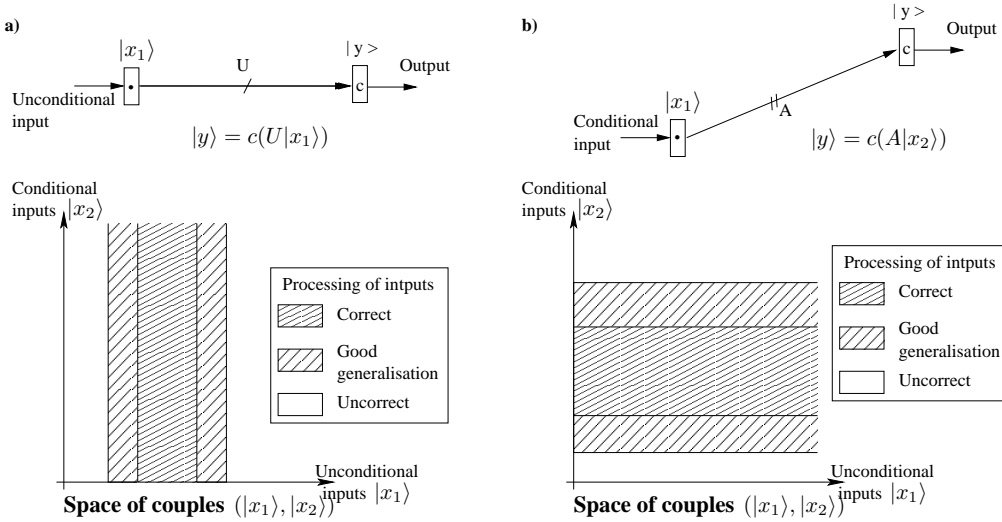 a)
|x₁⟩
U
| y >
c
Output
Unconditional
input
|y⟩ = c(U|x₁⟩)
Conditional
inputs |x₂⟩
Processing of intputs
Correct
Good
generalisation
Uncorrect
Unconditional
inputs |x₁⟩
Space of couples (|x₁⟩, |x₂⟩)
b)
| y >
c
Output
|x₁⟩
A
Conditional
input
|y⟩ = c(A|x₂⟩)
Conditional
inputs |x₂⟩
Processing of intputs
Correct
Good
generalisation
Uncorrect
Unconditional
inputs |x₁⟩
Space of couples (|x₁⟩, |x₂⟩)